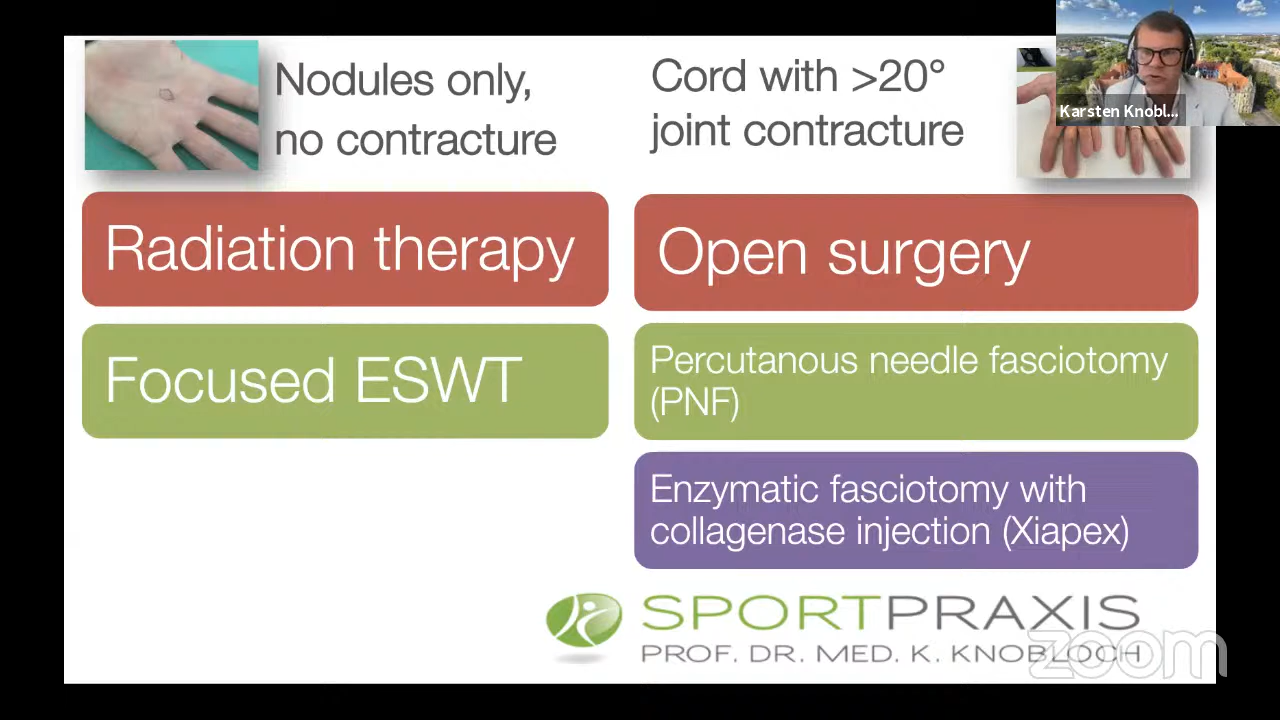 Nodules only,
no contracture
Cord with >20°
joint contracture
Karsten Knobl...
Radiation therapy
Open surgery
Focused ESWT
Percutanous needle fasciotomy
(PNF)
Enzymatic fasciotomy with
collagenase injection (Xiapex)
SPORTPRAXIS
PROF. DR. MED. K. KNOBLOCH
zoom